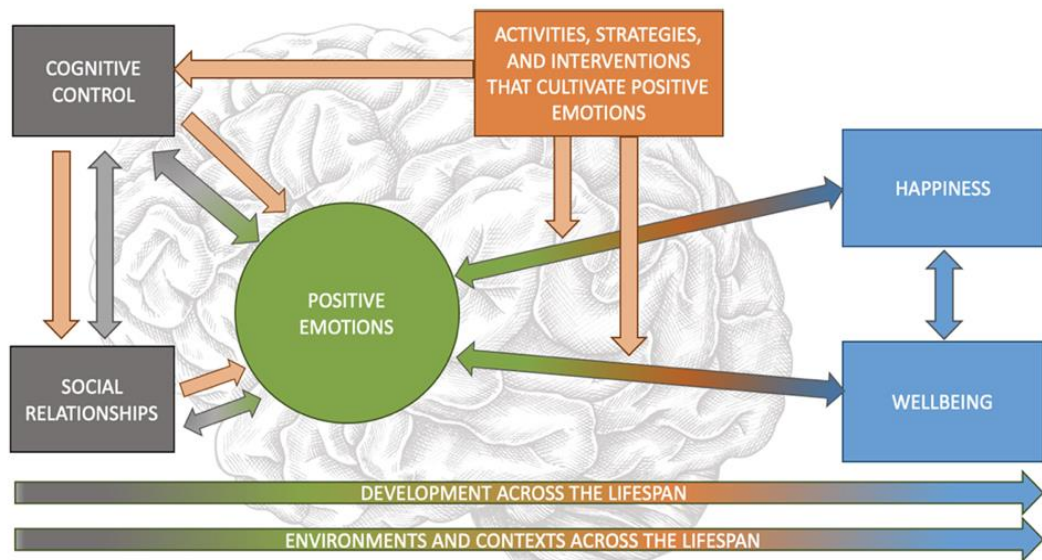 COGNITIVE
CONTROL
ACTIVITIES, STRATEGIES,
AND INTERVENTIONS
THAT CULTIVATE POSITIVE
EMOTIONS
HAPPINESS
POSITIVE
EMOTIONS
SOCIAL
RELATIONSHIPS
WELLBEING
DEVELOPMENT ACROSS THE LIFESPAN
ENVIRONMENTS AND CONTEXTS ACROSS THE LIFESPAN